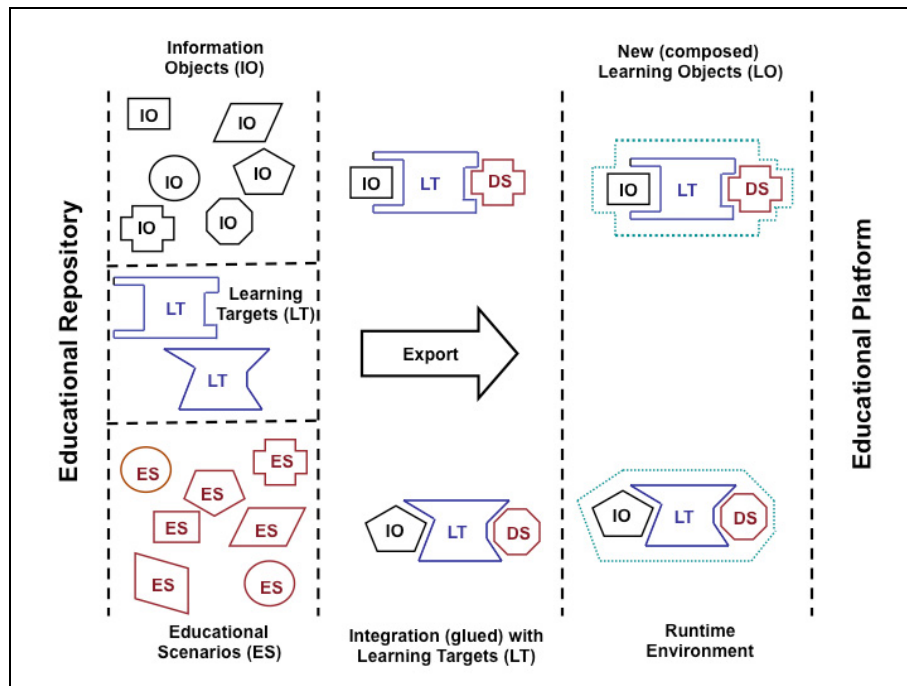 Information
Objects (IO)
New (composed)
Learning Objects (LO)
Educational Repository
IO
IO
IO
IO
IO
IO
Learning
Targets (LT)
LT
LT
ES
ES
ES
ES
ES
ES
ES
Educational
Scenarios (ES)
IO
LT
DS
Export
IO
LT
DS
Integration (glued) with
Learning Targets (LT)
IO
LT
DS
IO
LT
DS
Runtime
Environment
Educational Platform